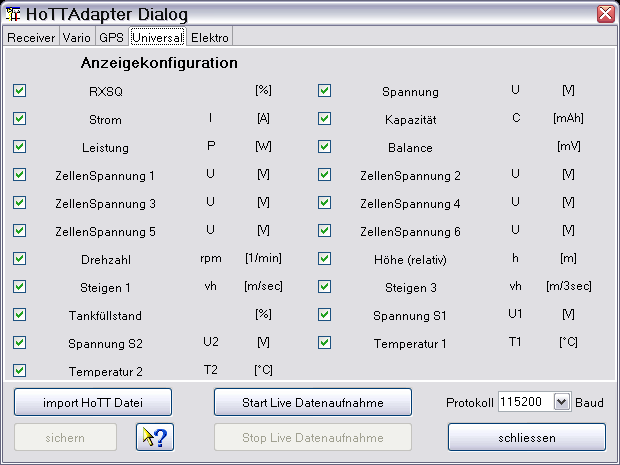 HoTTAdapter Dialog
Receiver Vario GPS Universal Elektro
Anzeigekonfiguration
RXSQ [%] Spannung U [V]
Strom I [A] Kapazität C [mAh]
Leistung P [W] Balance [mV]
ZellenSpannung 1 U [V] ZellenSpannung 2 U [V]
ZellenSpannung 3 U [V] ZellenSpannung 4 U [V]
ZellenSpannung 5 U [V] ZellenSpannung 6 U [V]
Drehzahl rpm [1/min] Höhe (relativ) h [m]
Steigen 1 vh [m/sec] Steigen 3 vh [m/3sec]
Tankfüllstand [%] Spannung S1 U1 [V]
Spannung S2 U2 [V] Temperatur 1 T1 [°C]
Temperatur 2 T2 [°C]
import HoTT Datei Start Live Datenaufnahme Protokoll 115200 Baud
sichern ? Stop Live Datenaufnahme schliessen